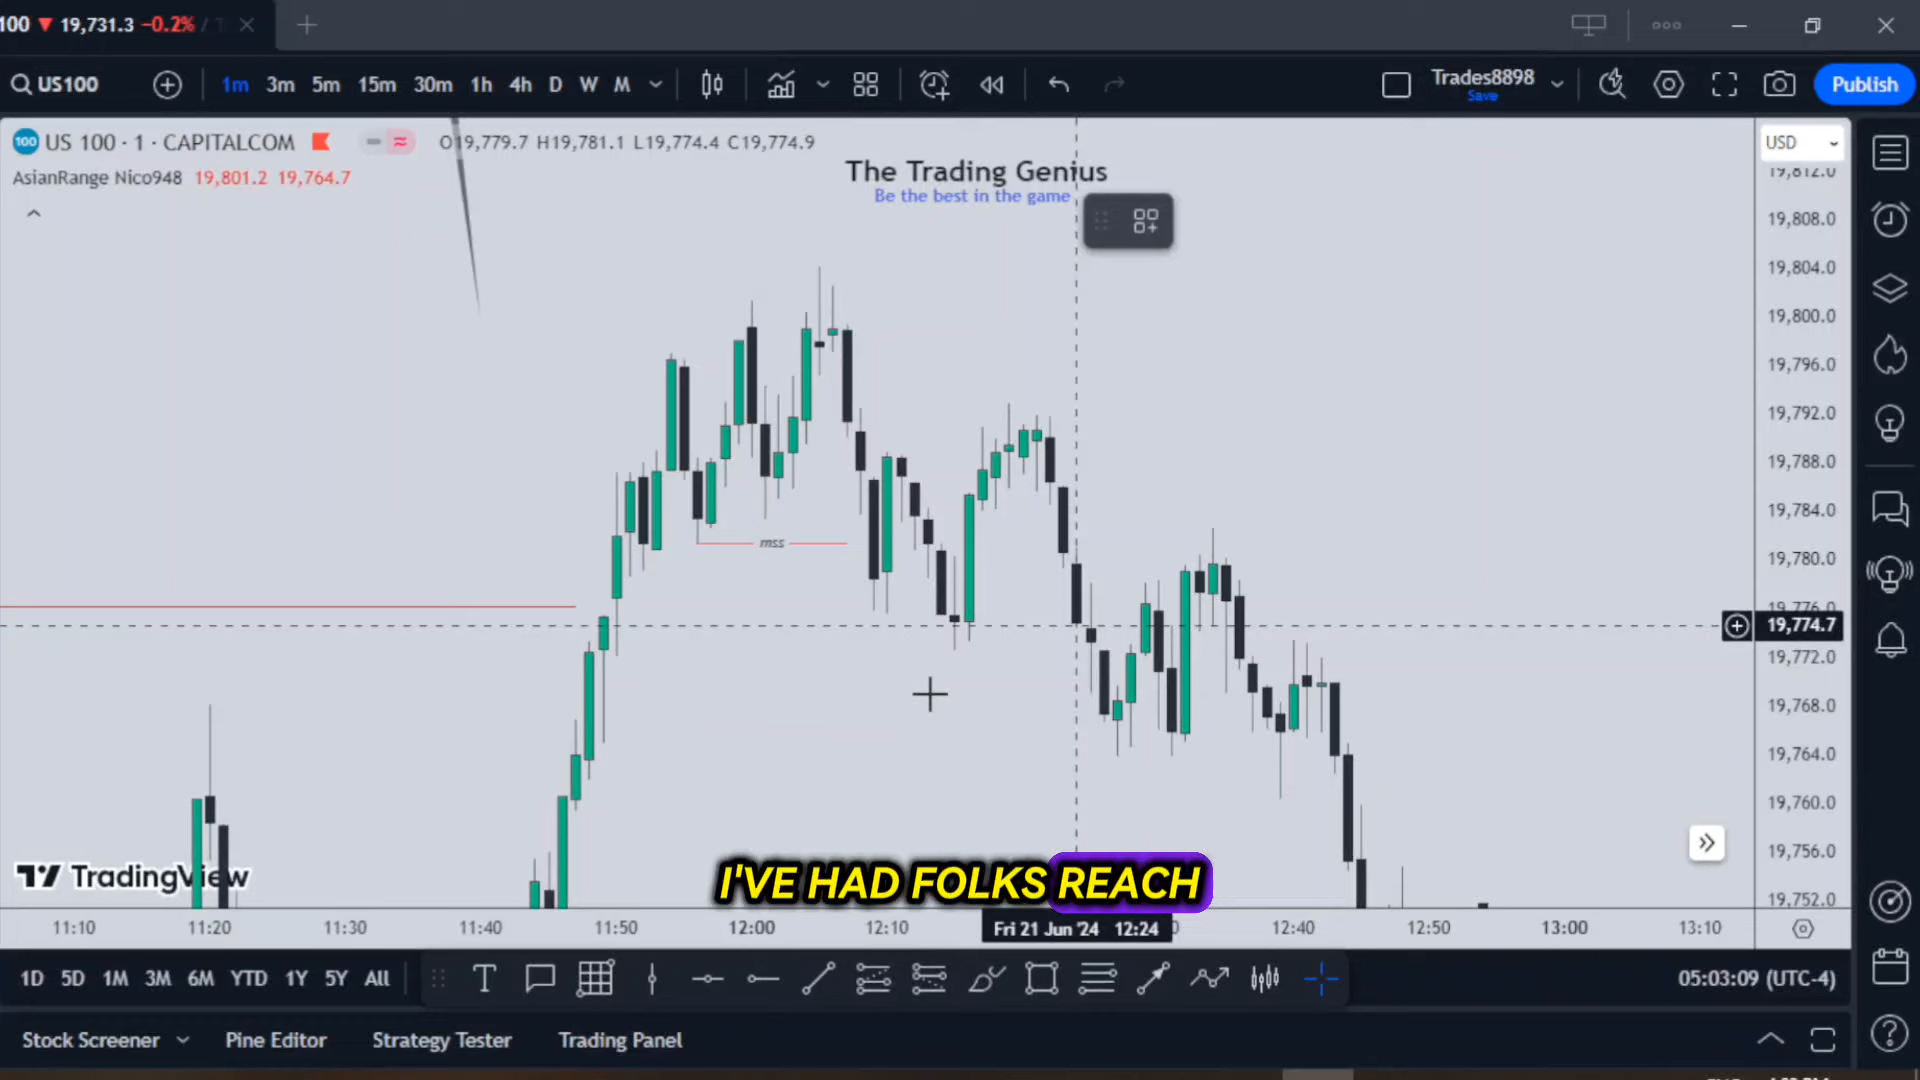 100 ▼ 19,731.3 −0.2% /
US100 1m 3m 5m 15m 30m 1h 4h D W M Trades8898 Save Publish
100 US 100 · 1 · CAPITALCOM O19,779.7 H19,781.1 L19,774.4 C19,774.9 USD
AsianRange Nico948 19,801.2 19,764.7
The Trading Genius
Be the best in the game
19,812.0
19,808.0
19,804.0
19,800.0
19,796.0
19,792.0
19,788.0
19,784.0
mss
19,780.0
19,776.0
19,774.7
19,772.0
19,768.0
19,764.0
19,760.0
19,756.0
19,752.0
TradingView
I'VE HAD FOLKS REACH
11:10 11:20 11:30 11:40 11:50 12:00 12:10 Fri 21 Jun '24 12:24 12:40 12:50 13:00 13:10
1D 5D 1M 3M 6M YTD 1Y 5Y All 05:03:09 (UTC-4)
Stock Screener Pine Editor Strategy Tester Trading Panel